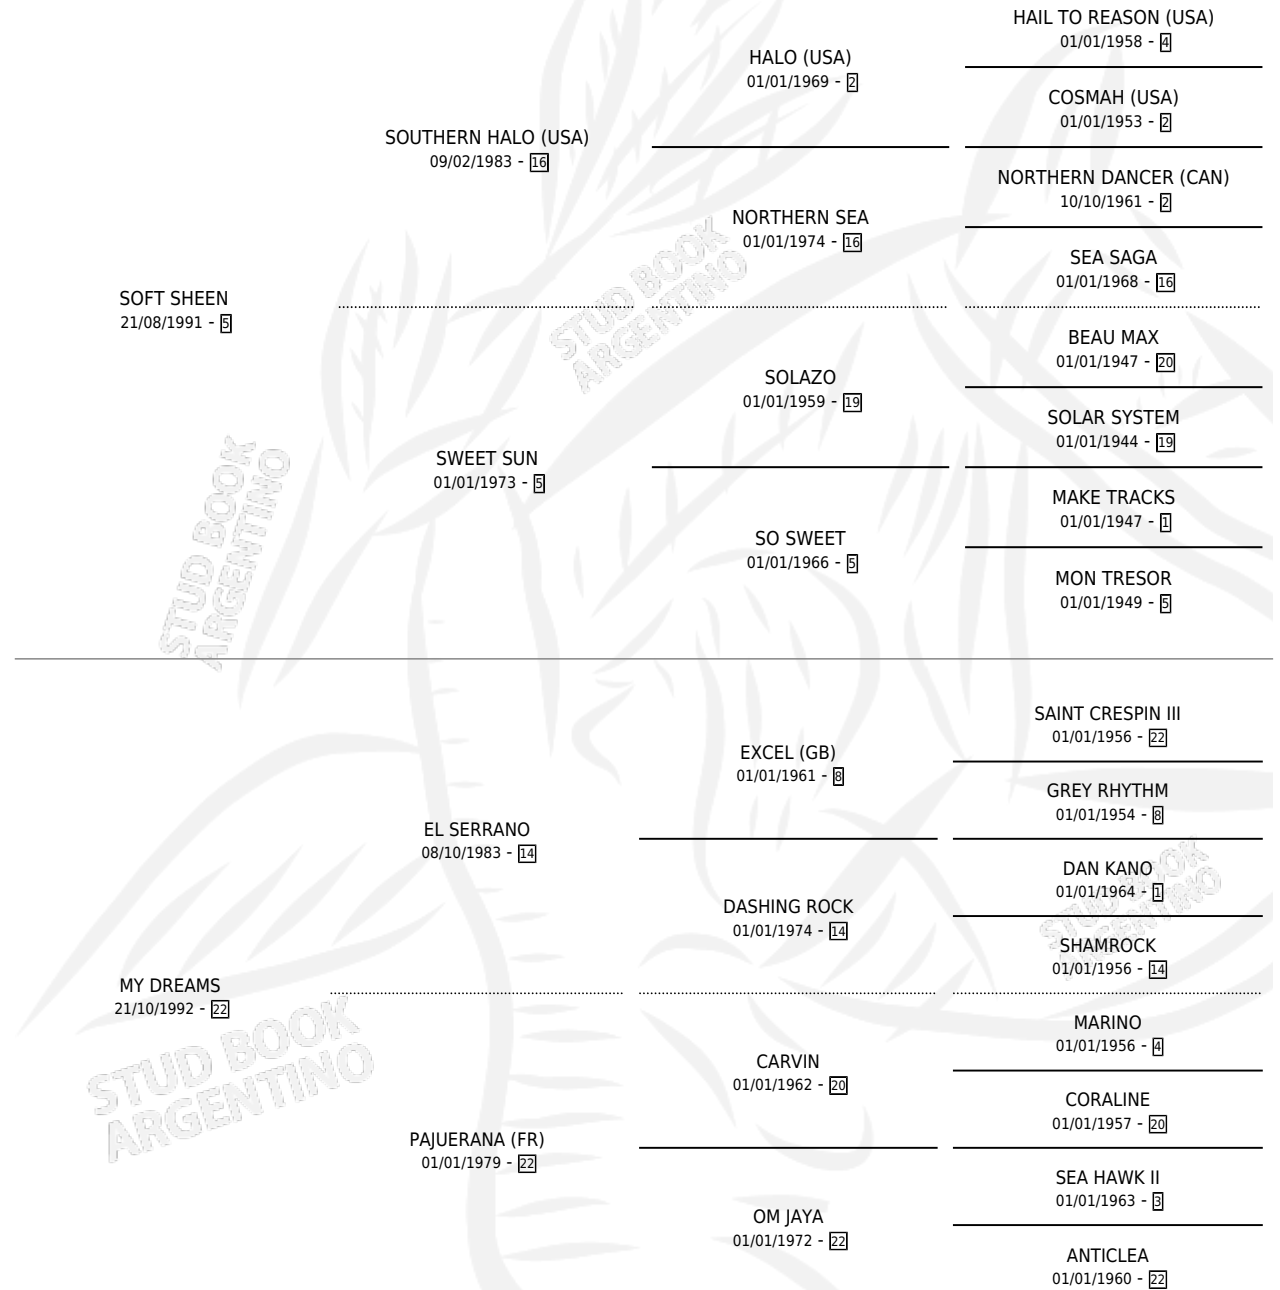 HAIL TO REASON (USA)
01/01/1958 - 4
HALO (USA)
01/01/1969 - 2
COSMAH (USA)
01/01/1953 - 2
SOUTHERN HALO (USA)
09/02/1983 - 16
NORTHERN DANCER (CAN)
10/10/1961 - 2
NORTHERN SEA
01/01/1974 - 16
SEA SAGA
01/01/1968 - 16
STUD BOOK
ARGENTINO
SOFT SHEEN
21/08/1991 - 5
BEAU MAX
01/01/1947 - 20
SOLAZO
01/01/1959 - 19
SOLAR SYSTEM
01/01/1944 - 19
SWEET SUN
01/01/1973 - 5
MAKE TRACKS
01/01/1947 - 1
SO SWEET
01/01/1966 - 5
MON TRESOR
01/01/1949 - 5
STUD BOOK
ARGENTINO
SAINT CRESPIN III
01/01/1956 - 22
EXCEL (GB)
01/01/1961 - 8
GREY RHYTHM
01/01/1954 - 8
EL SERRANO
08/10/1983 - 14
DAN KANO
01/01/1964 - 1
DASHING ROCK
01/01/1974 - 14
SHAMROCK
01/01/1956 - 14
STUD BOOK
ARGENTINO
MY DREAMS
21/10/1992 - 22
MARINO
01/01/1956 - 4
CARVIN
01/01/1962 - 20
CORALINE
01/01/1957 - 20
STUD BOOK
ARGENTINO
PAJUERANA (FR)
01/01/1979 - 22
SEA HAWK II
01/01/1963 - 3
OM JAYA
01/01/1972 - 22
ANTICLEA
01/01/1960 - 22